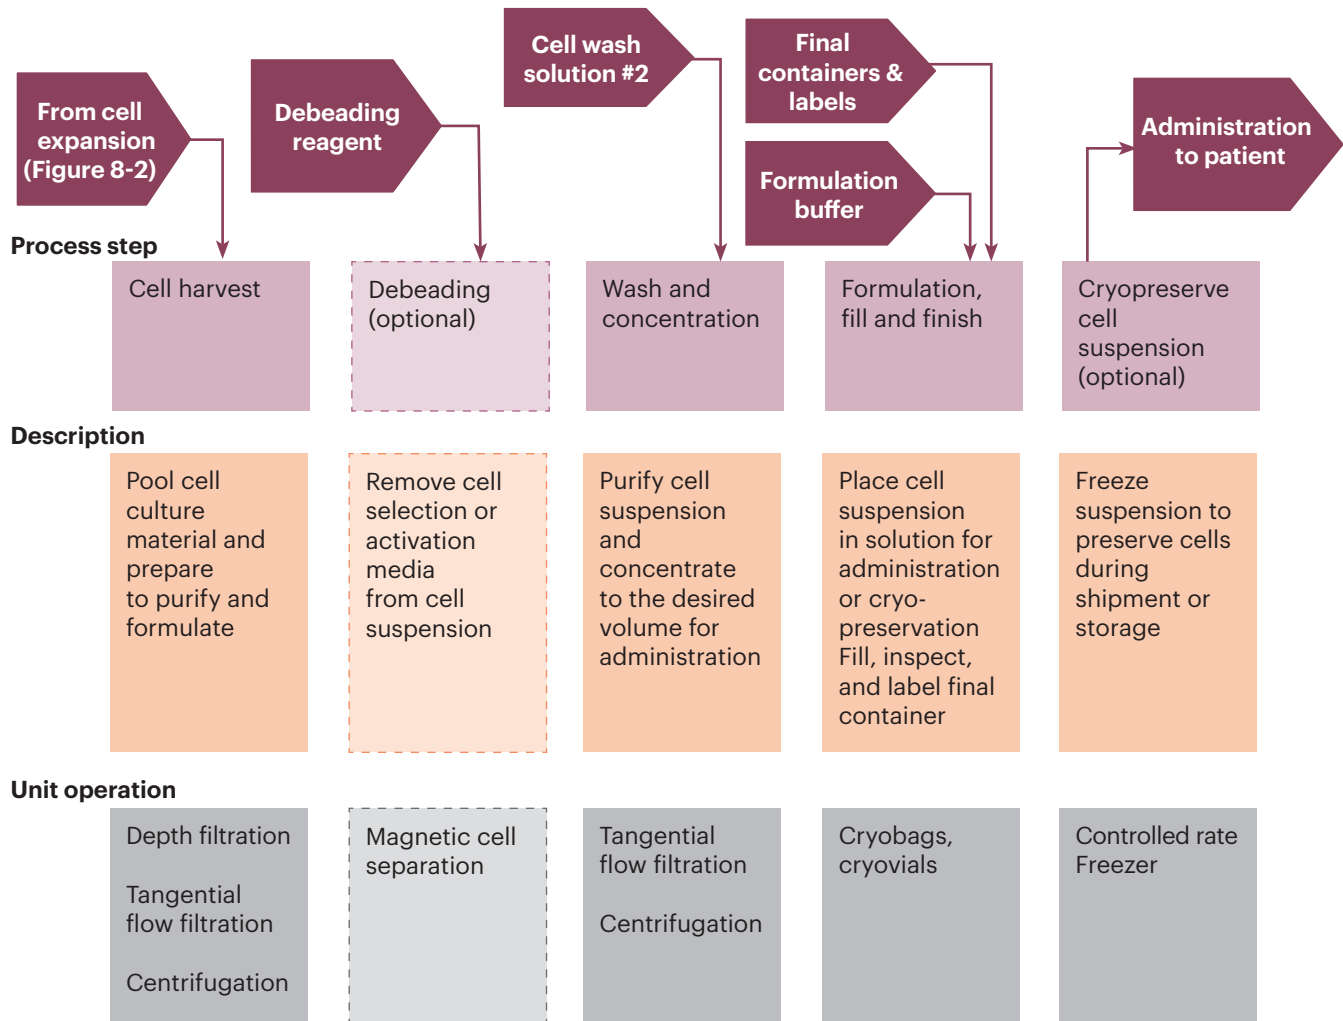 From cell
expansion
(Figure 8-2)
Debeading
reagent
Cell wash
solution #2
Final
containers &
labels
Formulation
buffer
Administration
to patient
Process step
Cell harvest
Debeading
(optional)
Wash and
concentration
Formulation,
fill and finish
Cryopreserve
cell
suspension
(optional)
Description
Pool cell
culture
material and
prepare
to purify and
formulate
Remove cell
selection or
activation
media
from cell
suspension
Purify cell
suspension
and
concentrate
to the desired
volume for
administration
Place cell
suspension
in solution for
administration
or cryo-
preservation
Fill, inspect,
and label final
container
Freeze
suspension to
preserve cells
during
shipment or
storage
Unit operation
Depth filtration
Tangential
flow filtration
Centrifugation
Magnetic cell
separation
Tangential
flow filtration
Centrifugation
Cryobags,
cryovials
Controlled rate
Freezer